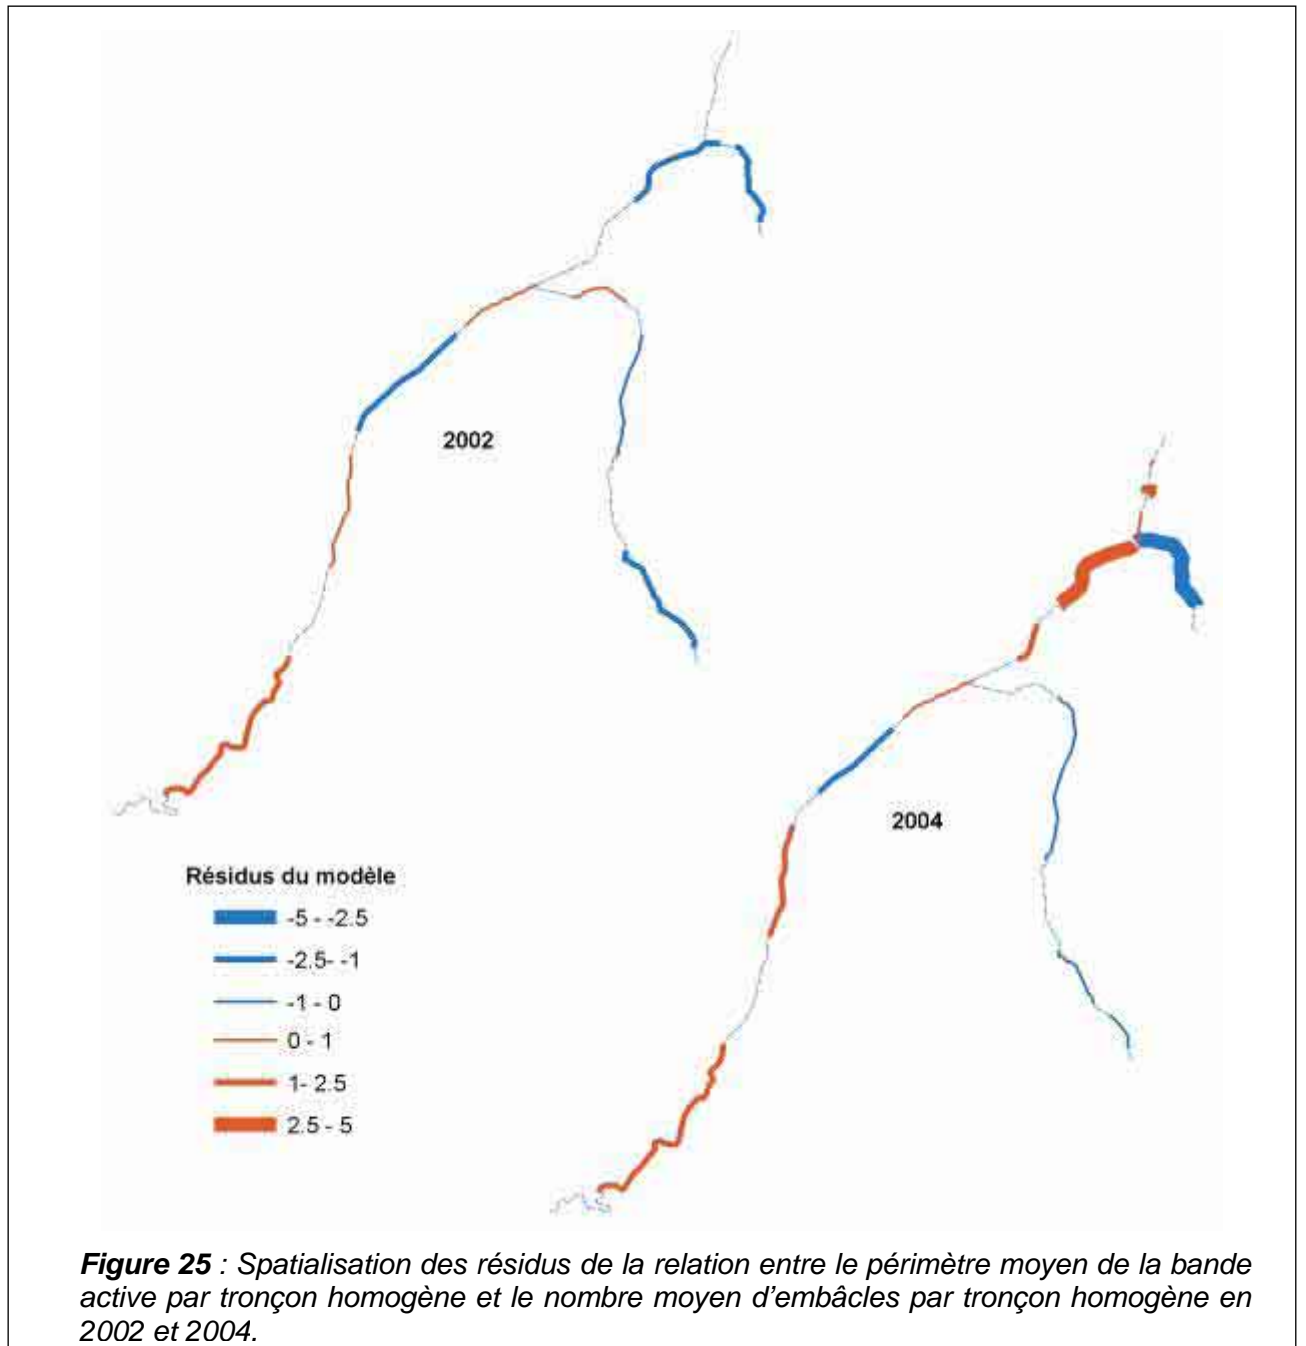 2002
2004
Résidus du modèle
-5 - -2.5
-2.5- -1
-1 - 0
0 - 1
1- 2.5
2.5 - 5
Figure 25 : Spatialisation des résidus de la relation entre le périmètre moyen de la bande
active par tronçon homogène et le nombre moyen d'embâcles par tronçon homogène en
2002 et 2004.